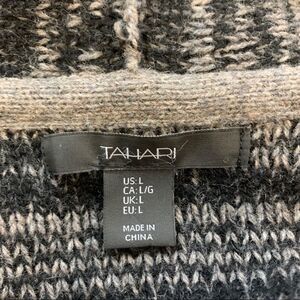 TAHARI
US:L
CA: L/G
UK:L
EU: L
MADE IN
CHINA